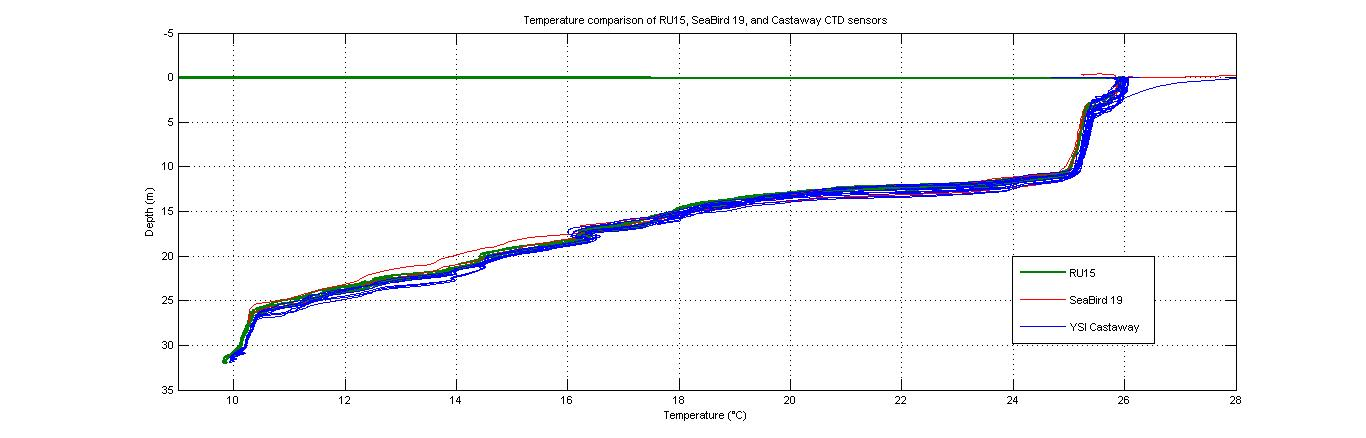 Temperature comparison of RU15, SeaBird 19, and Castaway CTD sensors
-5
0
5
10
15
20
25
30
35
Depth (m)
RU15
SeaBird 19
YSI Castaway
10 12 14 16 18 20 22 24 26 28
Temperature (°C)